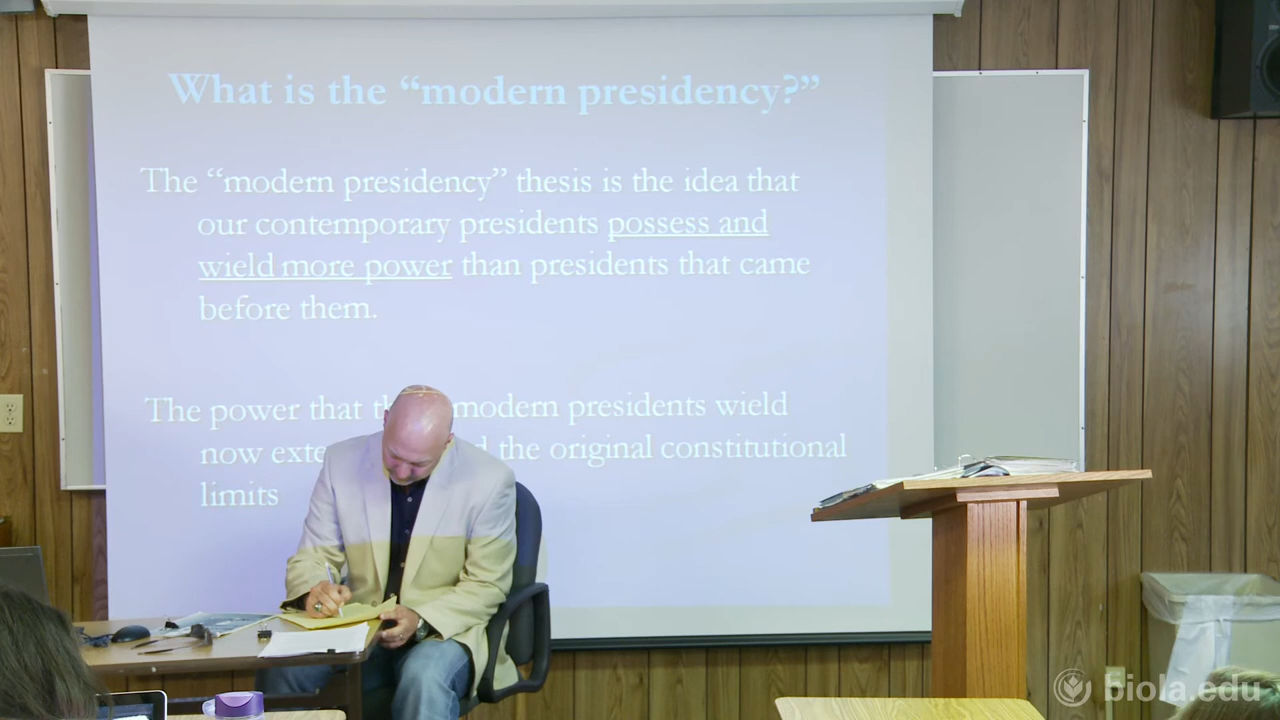 What is the “modern presidency?”
The “modern presidency” thesis is the idea that
our contemporary presidents possess and
wield more power than presidents that came
before them.
The power that modern presidents wield
now the original constitutional
limits
biola.edu